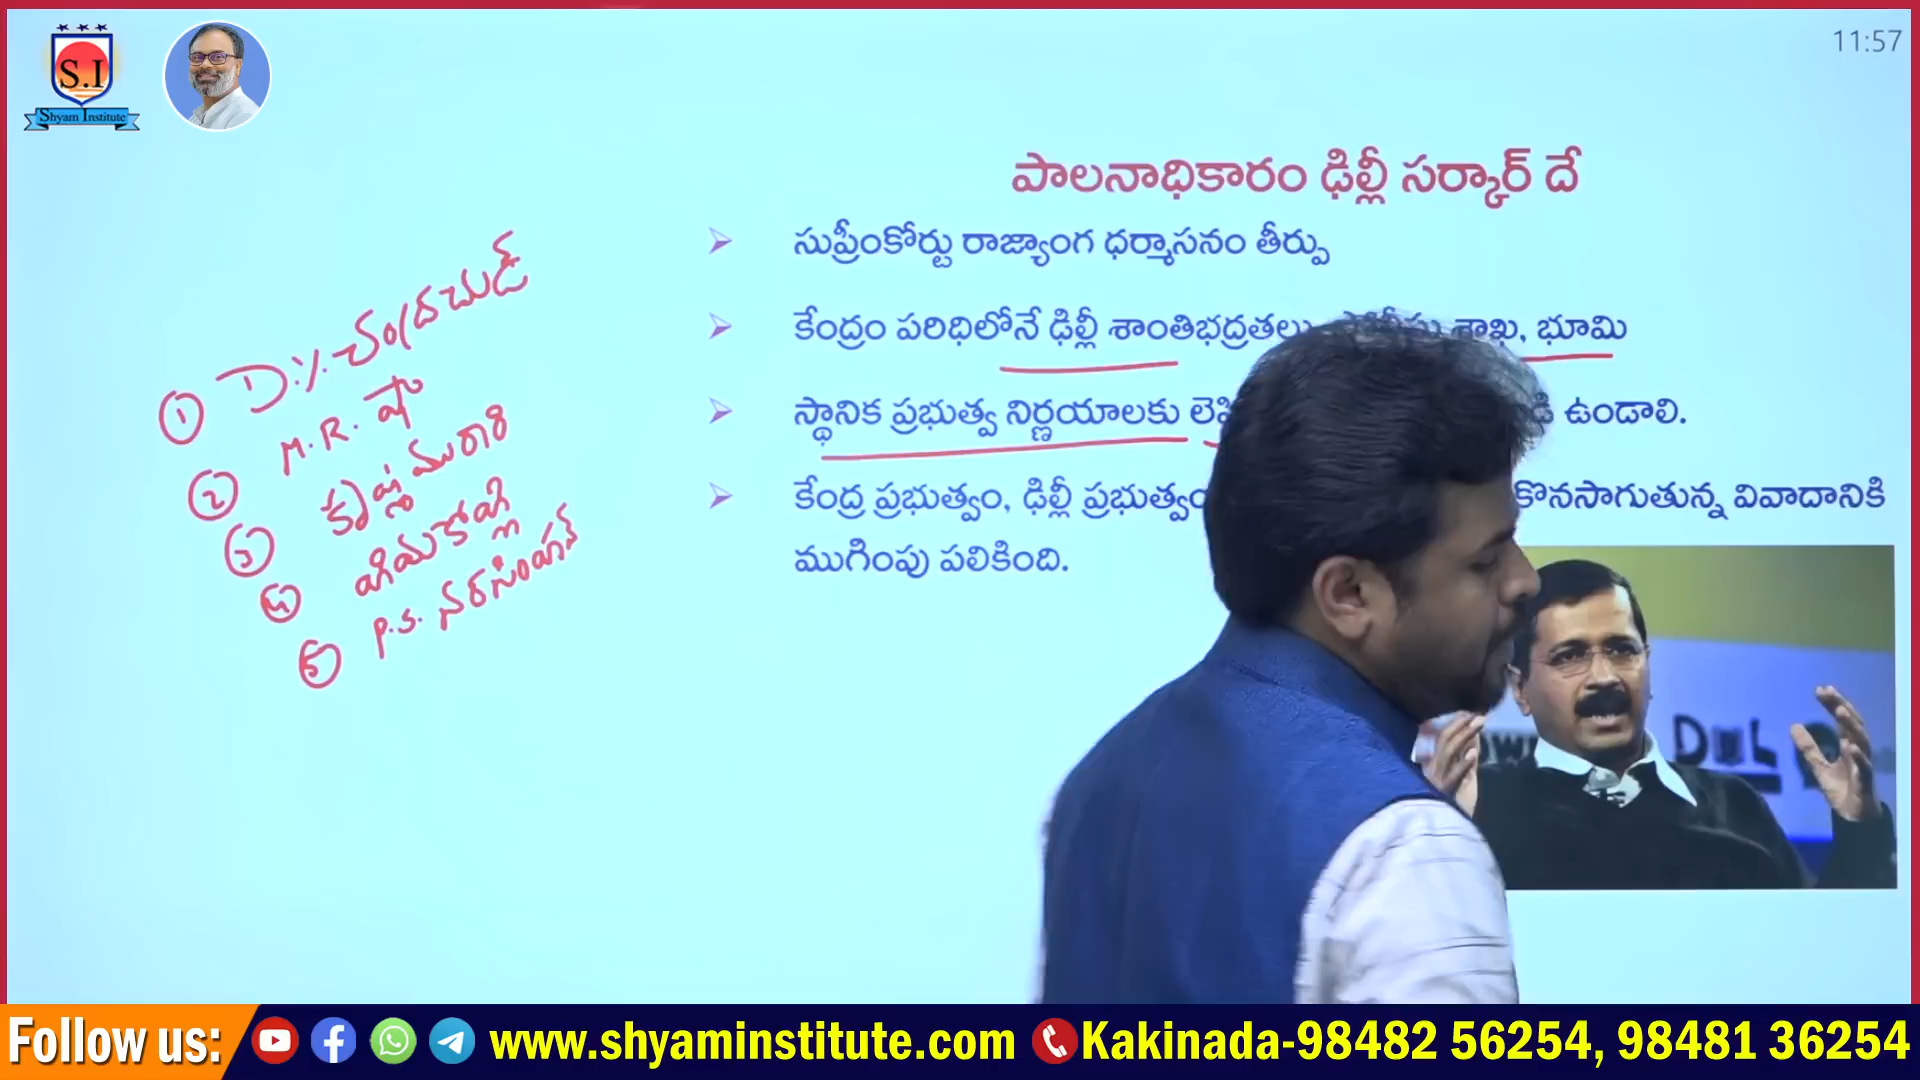 S.I
Shyam Institute
11:57
పాలనాధికారం ఢిల్లీ సర్కార్ దే
సుప్రీంకోర్టు రాజ్యాంగ ధర్మాసనం తీర్పు
కేంద్రం పరిధిలోనే ఢిల్లీ శాంతిభద్రతలు, శాఖ, భూమి
స్థానిక ప్రభుత్వ నిర్ణయాలకు ఉండాలి.
కేంద్ర ప్రభుత్వం, ఢిల్లీ ప్రభుత్వం కొనసాగుతున్న వివాదానికి
ముగింపు పలికింది.
1 D.Y. చంద్రచుడ్
2 M.R. షా
3 కృష్ణ మురారి
4 హిమకోహ్లి
5 P.S. నరసింహన్
Follow us:
www.shyaminstitute.com
Kakinada-98482 56254, 98481 36254